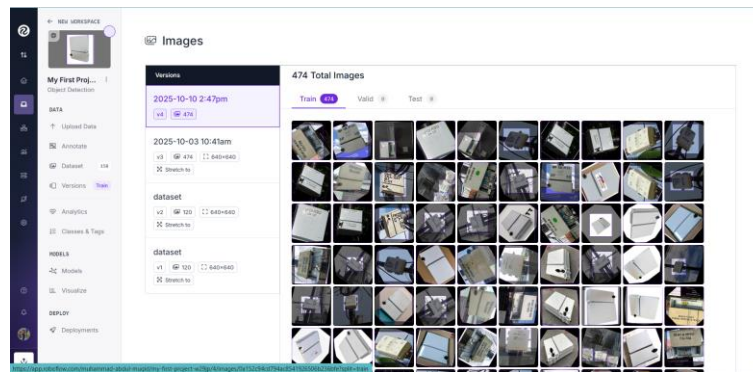 NEW WORKSPACE
My First Proj...
Object Detection
DATA
Upload Data
Annotate
Dataset
Versions Train
Analytics
Classes & Tags
MODELS
Models
Visualize
DEPLOY
Deployments
Images
Versions
2025-10-10 2:47pm
v4 474
2025-10-03 10:41am
v3 474 640×640
Stretch to
dataset
v2 120 640×640
Stretch to
dataset
v1 120 640×640
Stretch to
474 Total Images
Train 474 Valid 0 Test 0